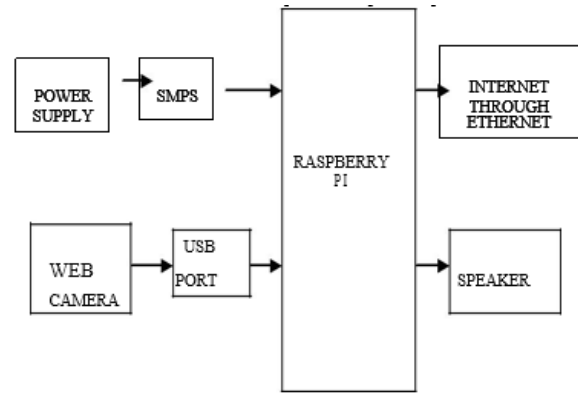 POWER
SUPPLY
SMPS
RASPBERRY
PI
INTERNET
THROUGH
ETHERNET
WEB
CAMERA
USB
PORT
SPEAKER